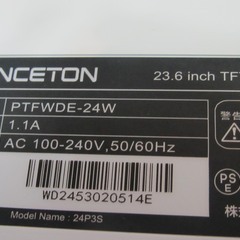 NCETON 23.6 inch TF
PTFWDE-24W
1.1A
AC 100-240V,50/60Hz
警告
PS
E
WD2453020514E
株
Model Name : 24P3S